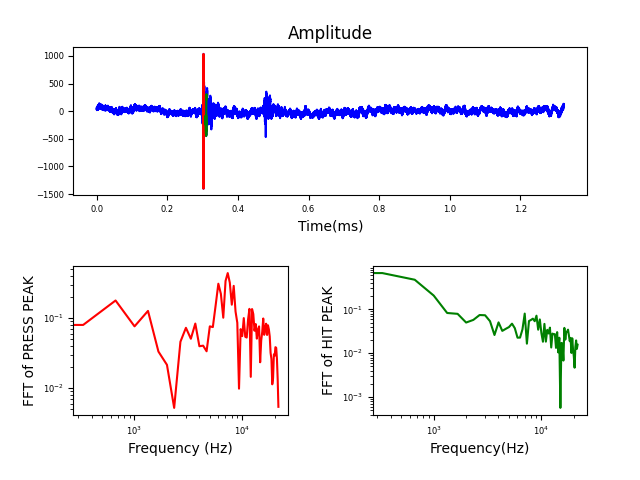 Amplitude
1000
500
0
−500
−1000
−1500
0.0 0.2 0.4 0.6 0.8 1.0 1.2
Time(ms)
FFT of PRESS PEAK
10⁻¹
10⁻²
10³ 10⁴
Frequency (Hz)
FFT of HIT PEAK
10⁻¹
10⁻²
10⁻³
10³ 10⁴
Frequency(Hz)